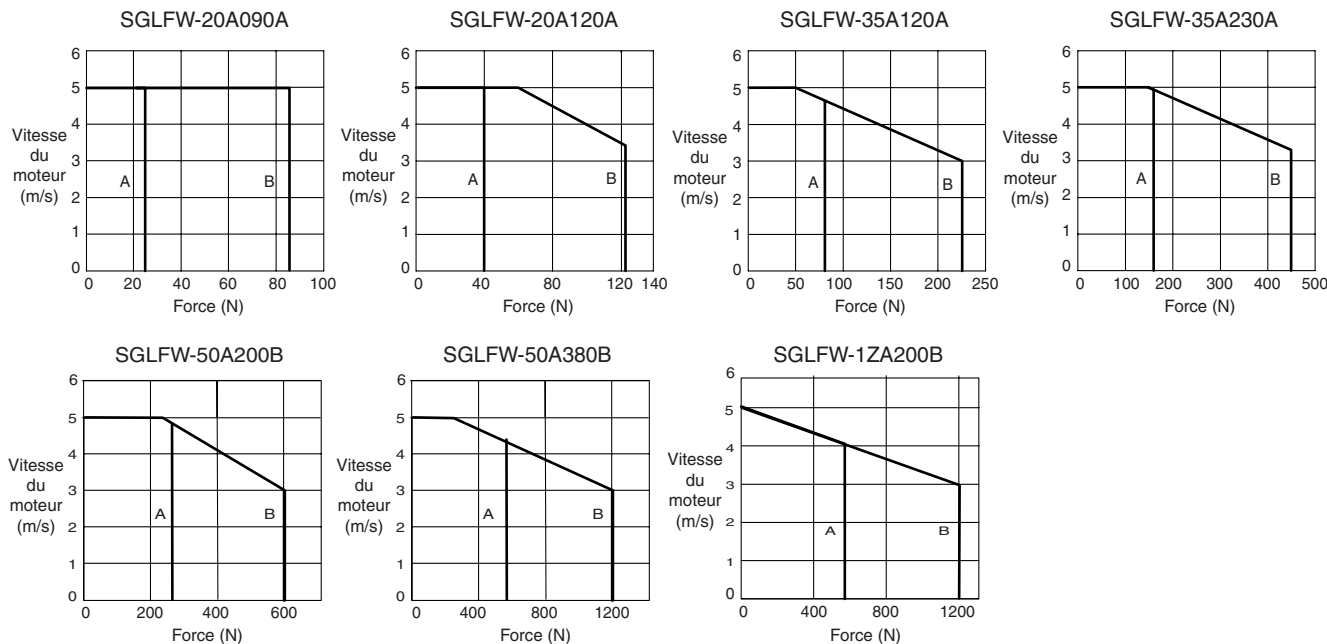 SGLFW-20A090A
SGLFW-20A120A
SGLFW-35A120A
SGLFW-35A230A
6
5
4
3
2
1
0
Vitesse
du
moteur
(m/s)
A
B
0 20 40 60 80 100
Force (N)
6
5
4
3
2
1
0
Vitesse
du
moteur
(m/s)
A
B
0 40 80 120 140
Force (N)
6
5
4
3
2
1
0
Vitesse
du
moteur
(m/s)
A
B
0 50 100 150 200 250
Force (N)
6
5
4
3
2
1
0
Vitesse
du
moteur
(m/s)
A
B
0 100 200 300 400 500
Force (N)
SGLFW-50A200B
SGLFW-50A380B
SGLFW-1ZA200B
6
5
4
3
2
1
0
Vitesse
du
moteur
(m/s)
A
B
0 200 400 600
Force (N)
6
5
4
3
2
1
0
Vitesse
du
moteur
(m/s)
A
B
0 400 800 1200
Force (N)
6
5
4
3
2
1
0
Vitesse
du
moteur
(m/s)
A
B
0 400 800 1200
Force (N)